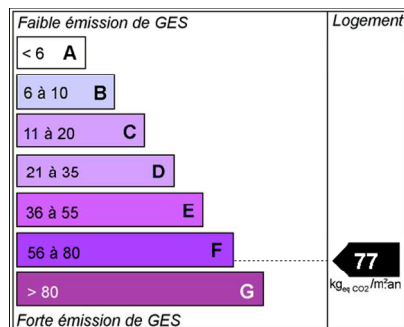 Faible émission de GES
Logement
< 6 A
6 à 10 B
11 à 20 C
21 à 35 D
36 à 55 E
56 à 80 F
77
kgeq CO2 /m².an
> 80 G
Forte émission de GES